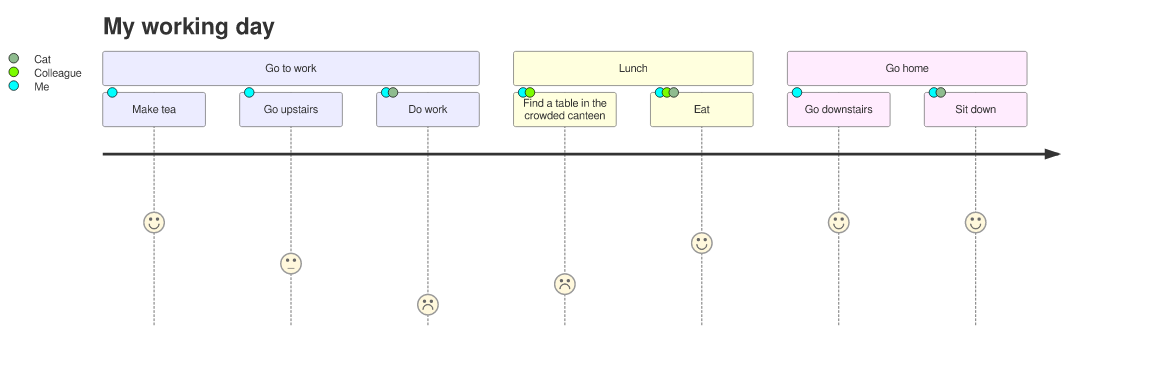 My working day
Cat
Colleague
Me
Go to work
Lunch
Go home
Make tea
Go upstairs
Do work
Find a table in the
crowded canteen
Eat
Go downstairs
Sit down